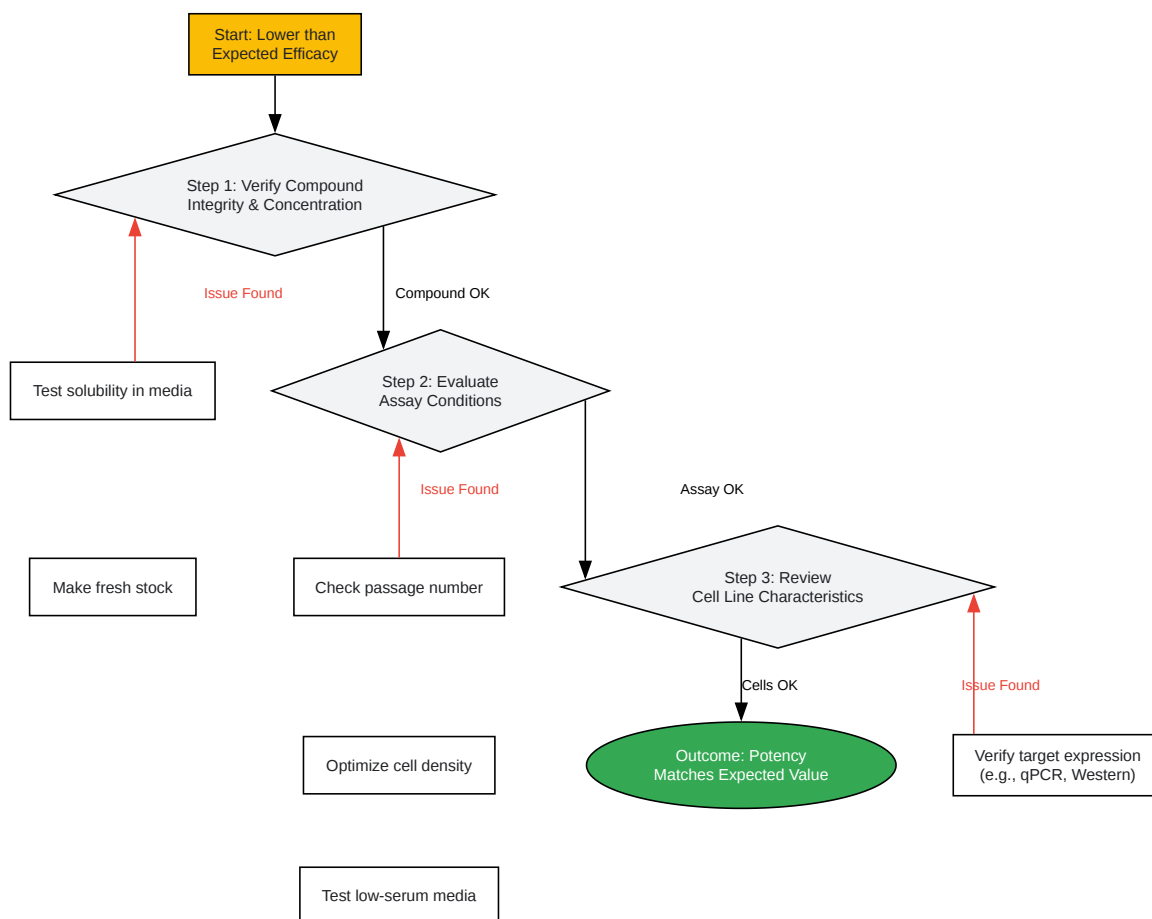 Start: Lower than
Expected Efficacy
Step 1: Verify Compound
Integrity & Concentration
Issue Found
Compound OK
Test solubility in media
Step 2: Evaluate
Assay Conditions
Issue Found
Assay OK
Make fresh stock
Check passage number
Step 3: Review
Cell Line Characteristics
Cells OK
Issue Found
Optimize cell density
Outcome: Potency
Matches Expected Value
Verify target expression
(e.g., qPCR, Western)
Test low-serum media